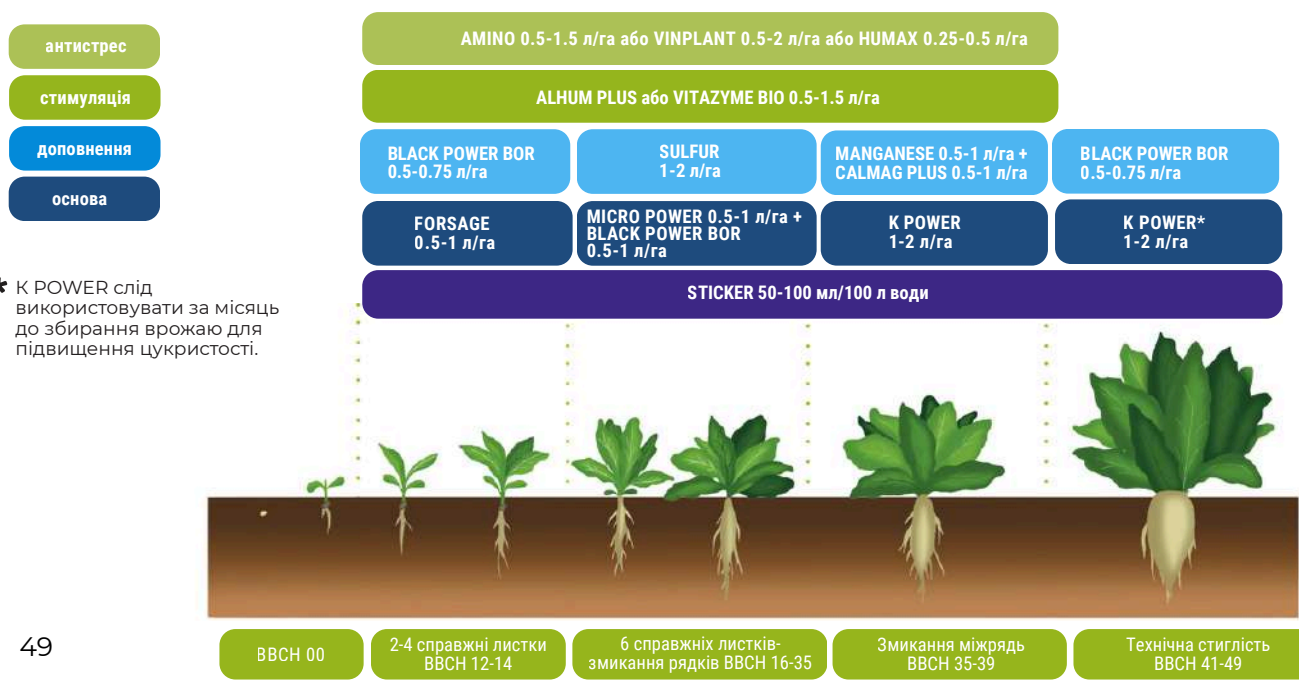 антистрес
стимуляція
доповнення
основа
AMINO 0.5-1.5 л/га або VINPLANT 0.5-2 л/га або HUMAX 0.25-0.5 л/га
ALHUM PLUS або VITAZYME BIO 0.5-1.5 л/га
BLACK POWER BOR
0.5-0.75 л/га
SULFUR
1-2 л/га
MANGANESE 0.5-1 л/га +
CALMAG PLUS 0.5-1 л/га
BLACK POWER BOR
0.5-0.75 л/га
FORSAGE
0.5-1 л/га
MICRO POWER 0.5-1 л/га +
BLACK POWER BOR
0.5-1 л/га
K POWER
1-2 л/га
K POWER*
1-2 л/га
STICKER 50-100 мл/100 л води
* K POWER слід
використовувати за місяць
до збирання врожаю для
підвищення цукристості.
49
BBCH 00
2-4 справжні листки
BBCH 12-14
6 справжніх листків-
змикання рядків BBCH 16-35
Змикання міжрядь
BBCH 35-39
Технічна стиглість
BBCH 41-49